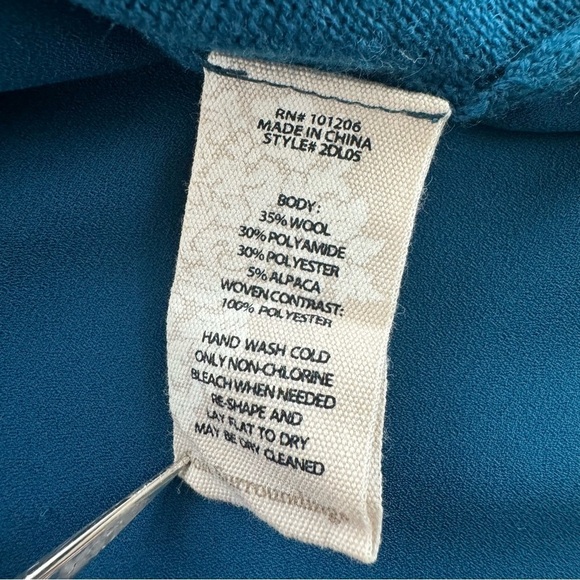 RN# 101206
MADE IN CHINA
STYLE# 2DL05
BODY:
35% WOOL
30% POLYAMIDE
30% POLYESTER
5% ALPACA
WOVEN CONTRAST:
100% POLYESTER
HAND WASH COLD
ONLY NON-CHLORINE
BLEACH WHEN NEEDED
RE-SHAPE AND
LAY FLAT TO DRY
MAY BE DRY CLEANED
surroundings